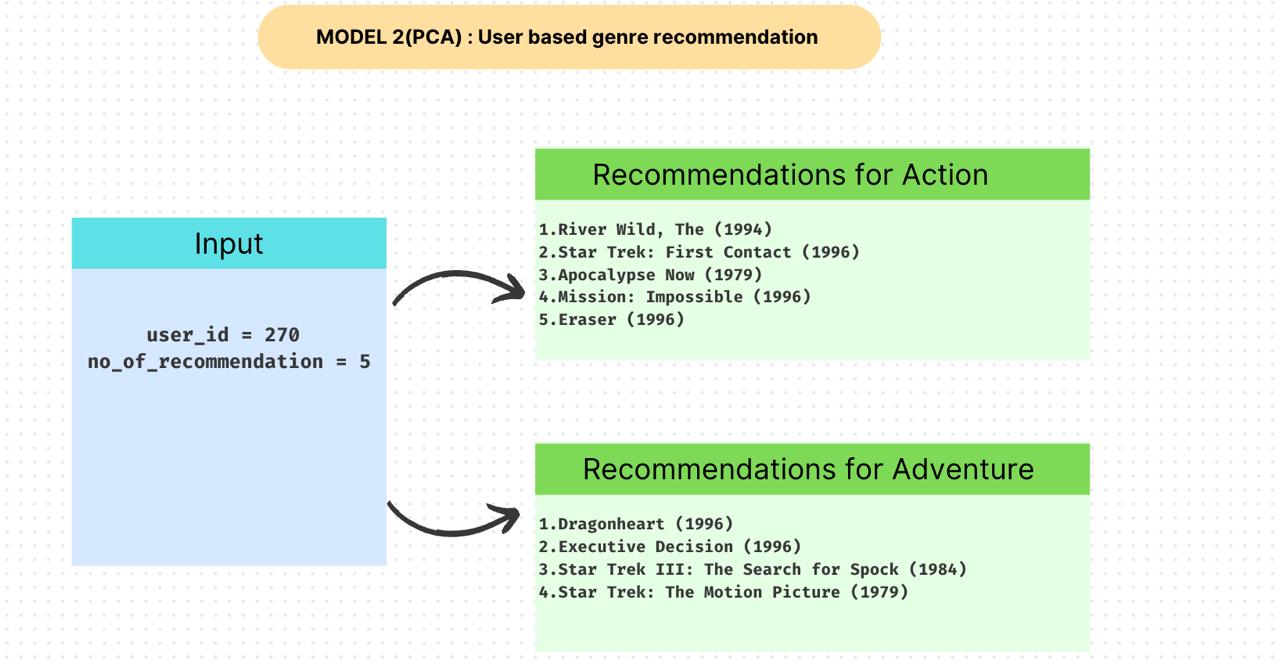 MODEL 2(PCA) : User based genre recommendation
Input
user_id = 270
no_of_recommendation = 5
Recommendations for Action
1.River Wild, The (1994)
2.Star Trek: First Contact (1996)
3.Apocalypse Now (1979)
4.Mission: Impossible (1996)
5.Eraser (1996)
Recommendations for Adventure
1.Dragonheart (1996)
2.Executive Decision (1996)
3.Star Trek III: The Search for Spock (1984)
4.Star Trek: The Motion Picture (1979)